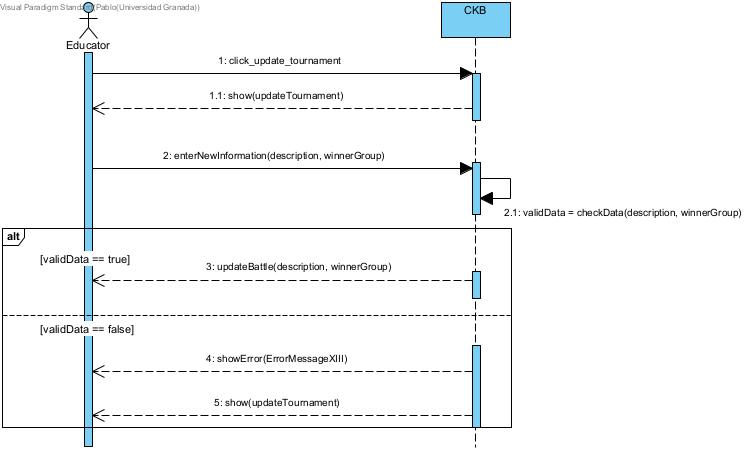 Visual Paradigm Standard(Pablo(Universidad Granada))
CKB
Educator
1: click_update_tournament
1.1: show(updateTournament)
2: enterNewInformation(description, winnerGroup)
2.1: validData = checkData(description, winnerGroup)
alt
[validData == true]
3: updateBattle(description, winnerGroup)
[validData == false]
4: showError(ErrorMessageXIII)
5: show(updateTournament)